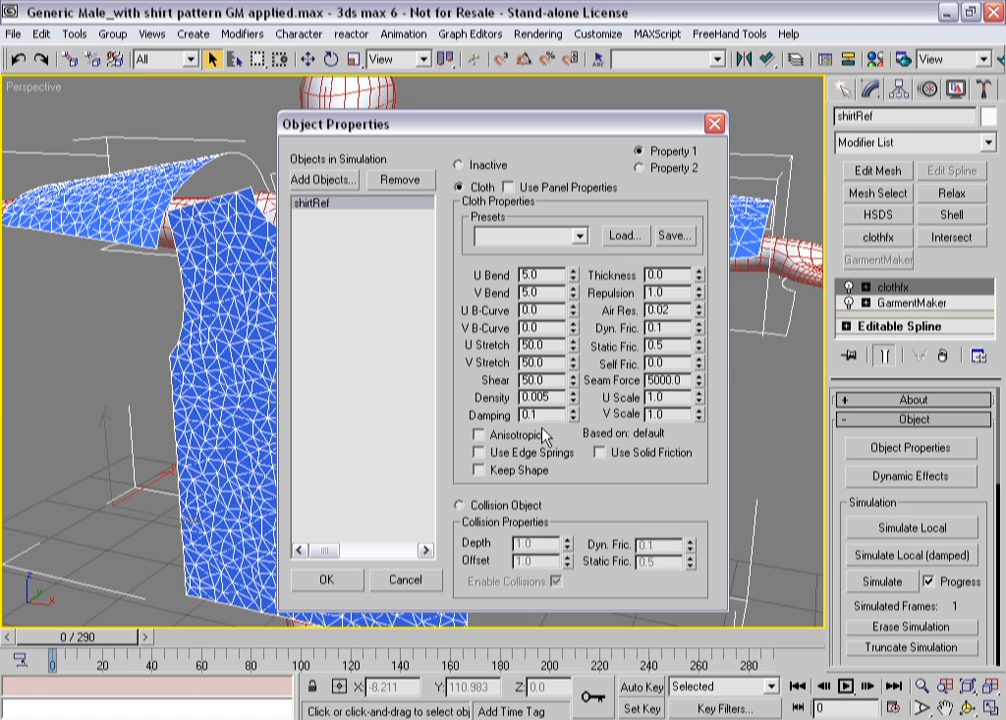 Generic Male_with shirt pattern GM applied.max - 3ds max 6 - Not for Resale - Stand-alone License
File Edit Tools Group Views Create Modifiers Character reactor Animation Graph Editors Rendering Customize MAXScript FreeHand Tools Help
All View View
Perspective
Object Properties
Objects in Simulation
Add Objects... Remove
shirtRef
OK Cancel
Inactive
Property 1
Property 2
Cloth Use Panel Properties
Cloth Properties
Presets
Load... Save...
U Bend 5.0 Thickness 0.0
V Bend 5.0 Repulsion 1.0
U B-Curve 0.0 Air Res. 0.02
V B-Curve 0.0 Dyn. Fric. 0.1
U Stretch 50.0 Static Fric. 0.5
V Stretch 50.0 Self Fric. 0.0
Shear 50.0 Seam Force 5000.0
Density 0.005 U Scale 1.0
Damping 0.1 V Scale 1.0
Anisotropic Based on: default
Use Edge Springs Use Solid Friction
Keep Shape
Collision Object
Collision Properties
Depth 1.0 Dyn. Fric. 0.1
Offset 1.0 Static Fric. 0.5
Enable Collisions
shirtRef
Modifier List
Edit Mesh Edit Spline
Mesh Select Relax
HSDS Shell
clothfx Intersect
GarmentMaker
clothfx
GarmentMaker
Editable Spline
+ About
- Object
Object Properties
Dynamic Effects
Simulation
Simulate Local
Simulate Local (damped)
Simulate Progress
Simulated Frames: 1
Erase Simulation
Truncate Simulation
z x
0 / 290
0 20 40 60 80 100 120 140 160 180 200 220 240 260 280
X: -8.211 Y: 110.983 Z: 0.0
Auto Key Selected
Click or click-and-drag to select obj Add Time Tag
Set Key Key Filters... 0